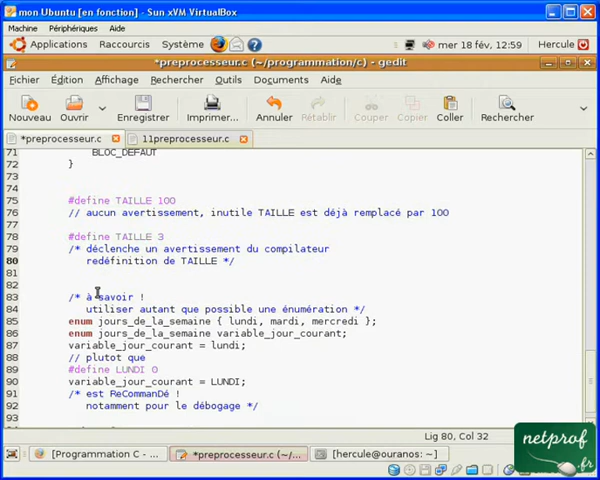 mon Ubuntu [en fonction] - Sun xVM VirtualBox
Machine Périphériques Aide
Applications Raccourcis Système mer 18 fév, 12:59 Hercule
*preprocesseur.c (~/programmation/c) - gedit
Fichier Édition Affichage Rechercher Outils Documents Aide
Nouveau Ouvrir Enregistrer Imprimer... Annuler Rétablir Couper Copier Coller Rechercher
*preprocesseur.c 11preprocesseur.c
71 BLOC_DEFAUT
72 }
73
74
75 #define TAILLE 100
76 // aucun avertissement, inutile TAILLE est déjà remplacé par 100
77
78 #define TAILLE 3
79 /* déclenche un avertissement du compilateur
80 redéfinition de TAILLE */
81
82
83 /* à savoir !
84 utiliser autant que possible une énumération */
85 enum jours_de_la_semaine { lundi, mardi, mercredi };
86 enum jours_de_la_semaine variable_jour_courant;
87 variable_jour_courant = lundi;
88 // plutot que
89 #define LUNDI 0
90 variable_jour_courant = LUNDI;
91 /* est ReComManDé !
92 notamment pour le débogage */
93
Lig 80, Col 32
[Programmation C - ... *preprocesseur.c (~/... [hercule@ouranos: ~]
netprof
.fr